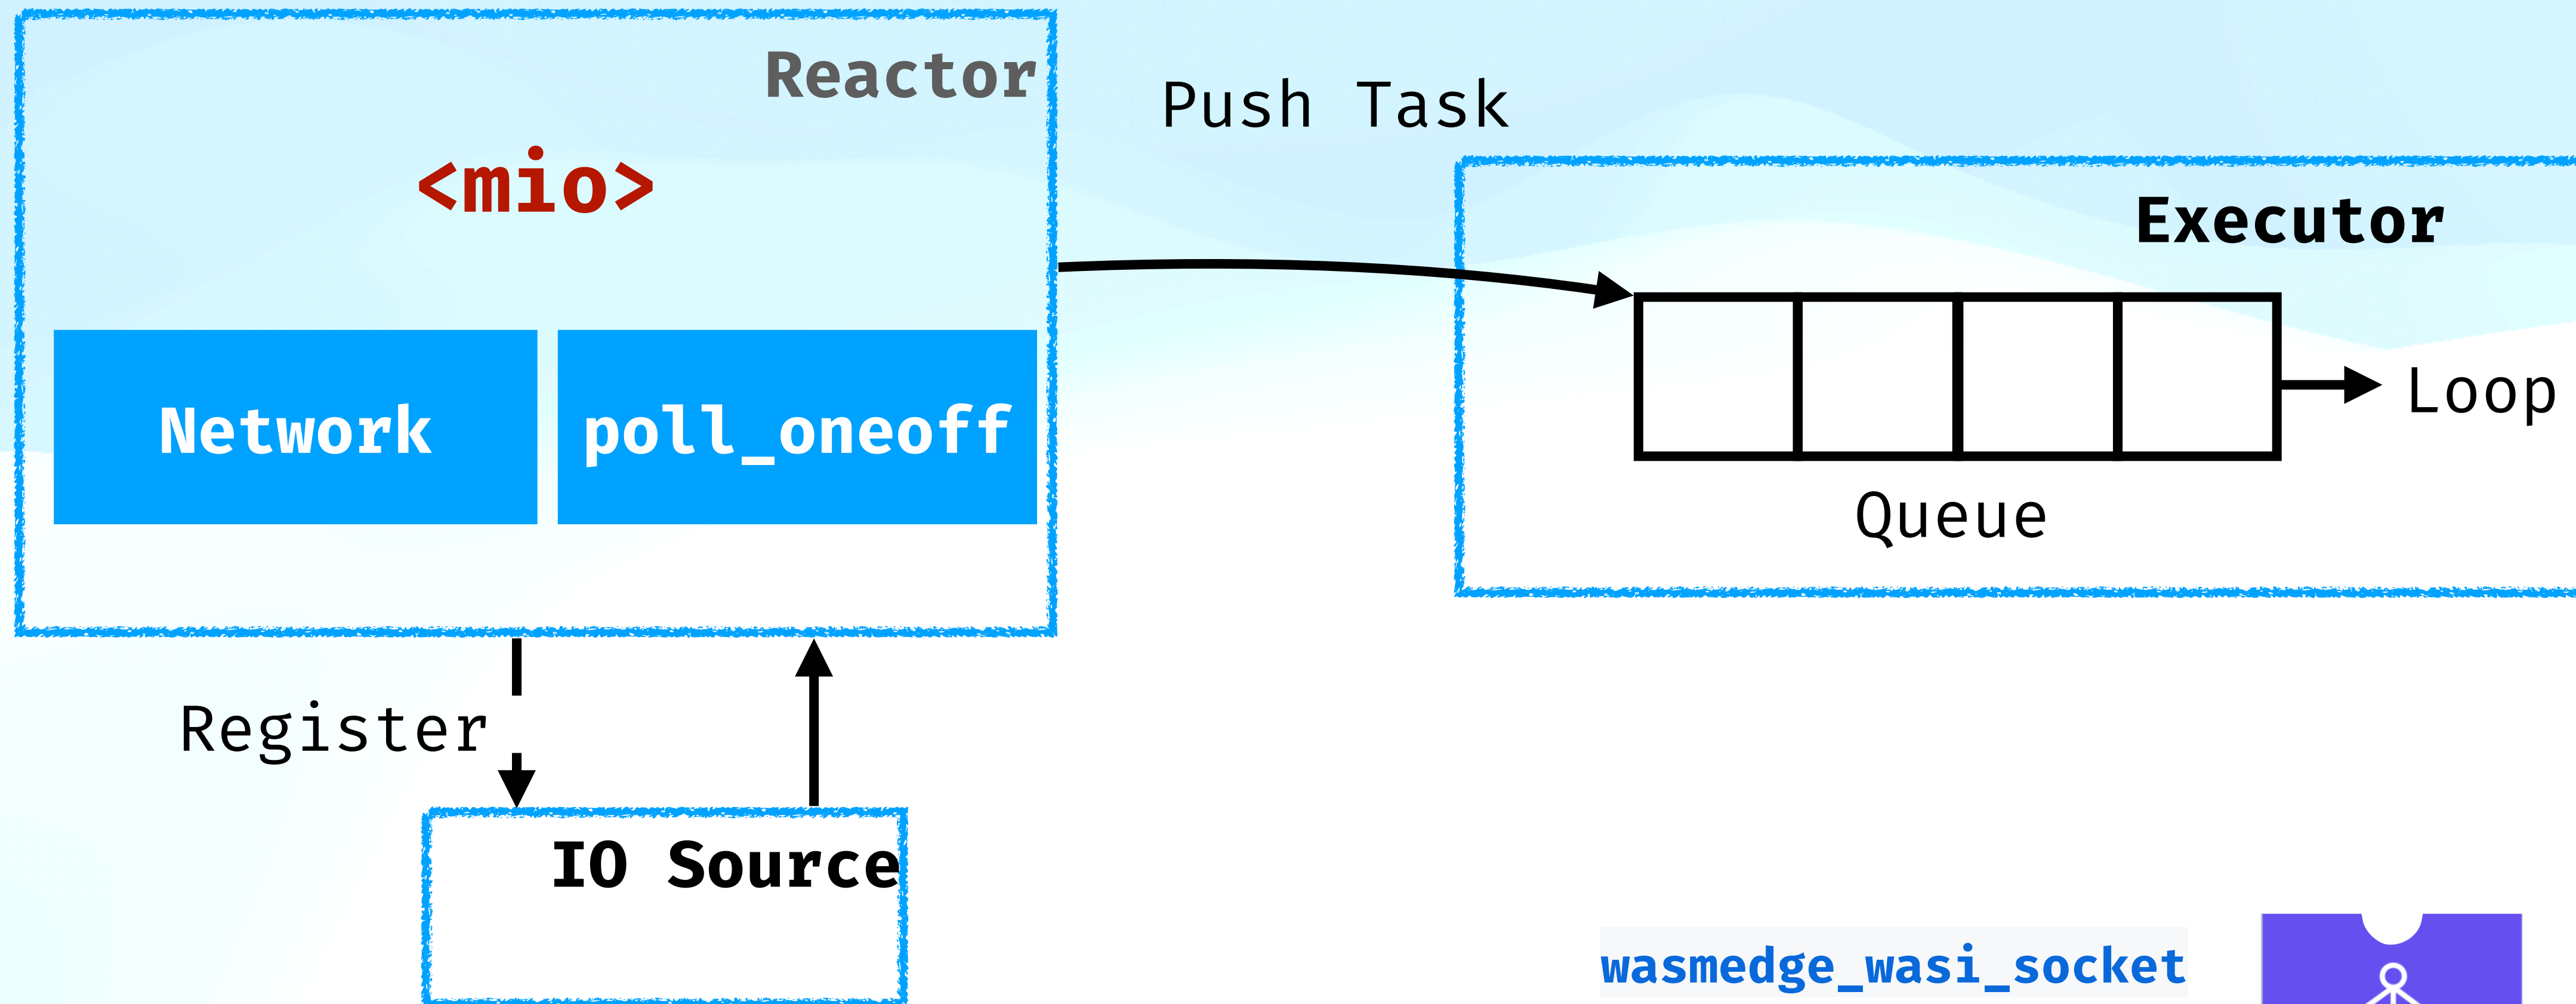 Reactor
<mio>
Network
poll_oneoff
Push Task
Executor
Loop
Queue
Register
IO Source
wasmedge_wasi_socket